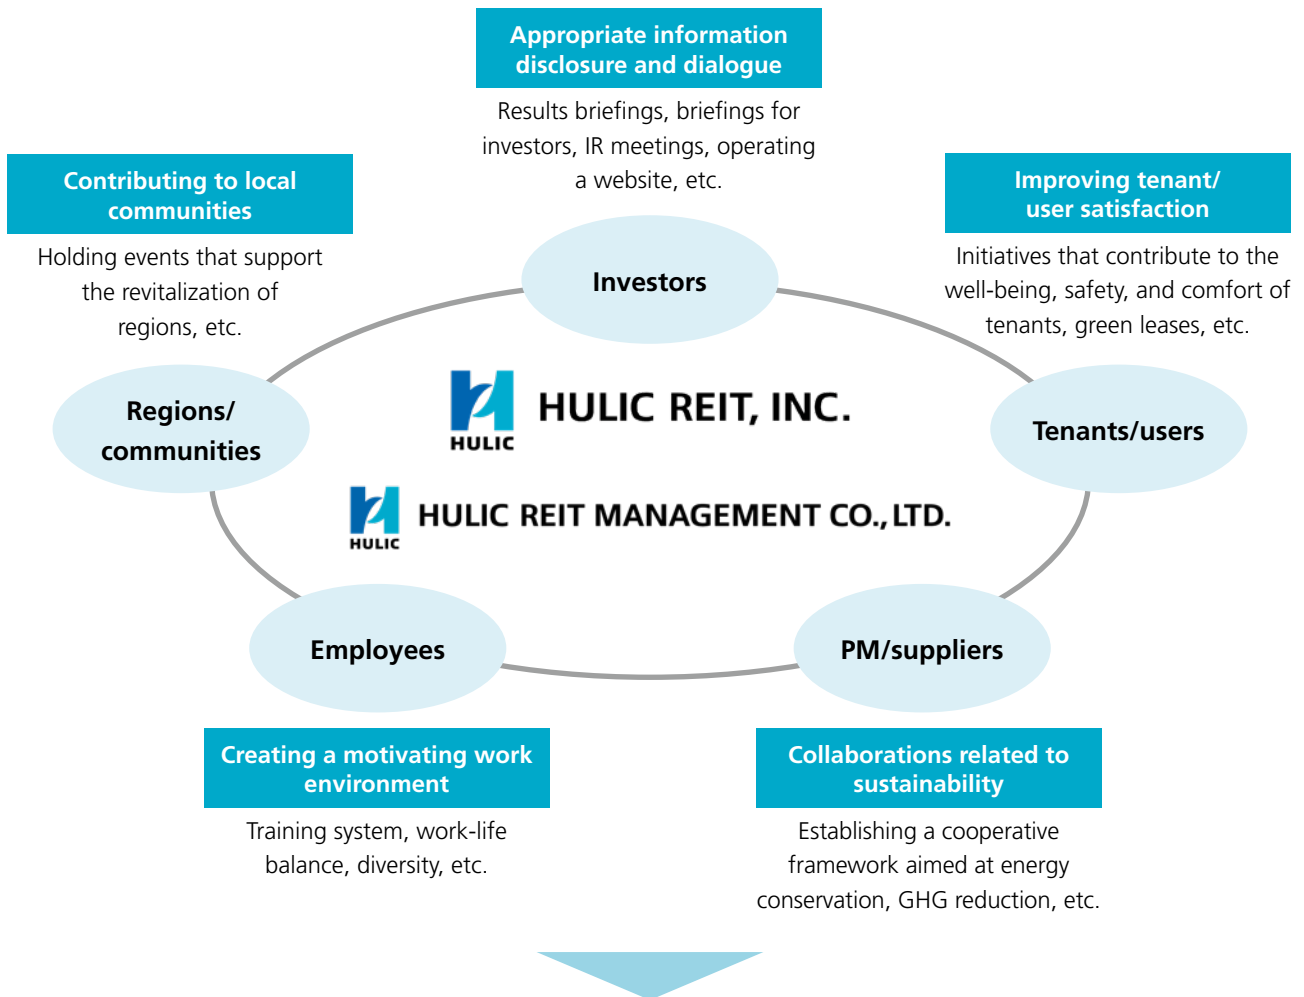 Appropriate information
disclosure and dialogue
Results briefings, briefings for
investors, IR meetings, operating
a website, etc.
Contributing to local
communities
Holding events that support
the revitalization of
regions, etc.
Improving tenant/
user satisfaction
Initiatives that contribute to the
well-being, safety, and comfort of
tenants, green leases, etc.
Investors
Regions/
communities
Tenants/users
HULIC
HULIC REIT, INC.
HULIC
HULIC REIT MANAGEMENT CO., LTD.
Employees
PM/suppliers
Creating a motivating work
environment
Training system, work-life
balance, diversity, etc.
Collaborations related to
sustainability
Establishing a cooperative
framework aimed at energy
conservation, GHG reduction, etc.